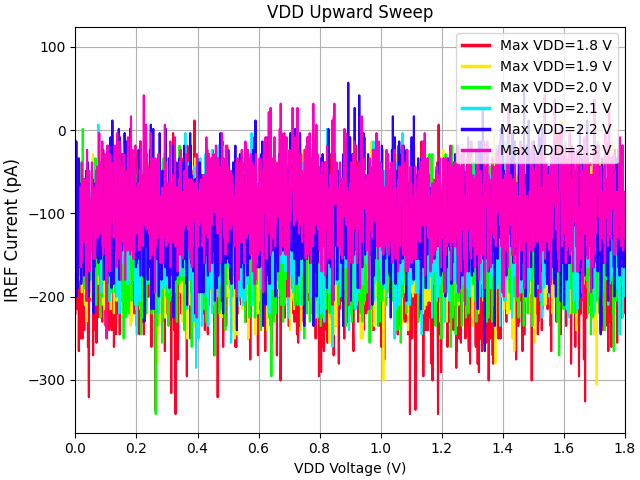 VDD Upward Sweep
IREF Current (pA)
100
0
−100
−200
−300
Max VDD=1.8 V
Max VDD=1.9 V
Max VDD=2.0 V
Max VDD=2.1 V
Max VDD=2.2 V
Max VDD=2.3 V
0.0 0.2 0.4 0.6 0.8 1.0 1.2 1.4 1.6 1.8
VDD Voltage (V)